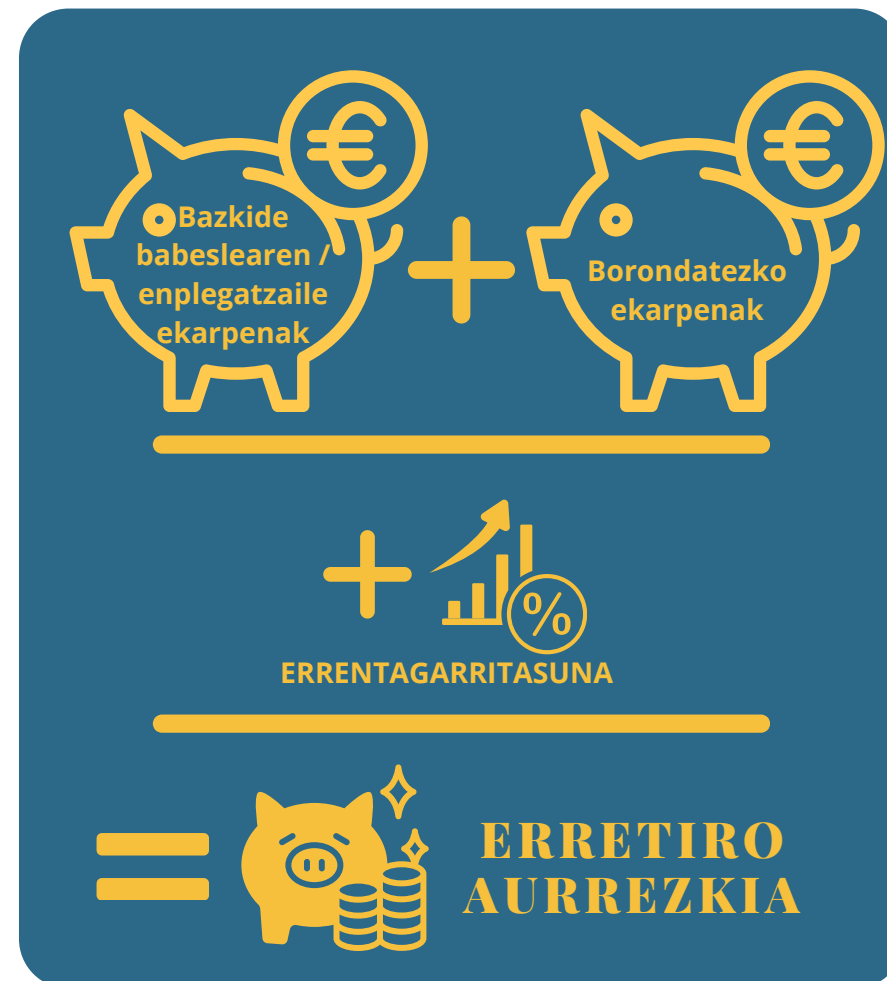 Bazkide
babeslearen /
enplegatzaile
ekarpenak
Borondatezko
ekarpenak
ERRENTAGARRITASUNA
ERRETIRO
AURREZKIA